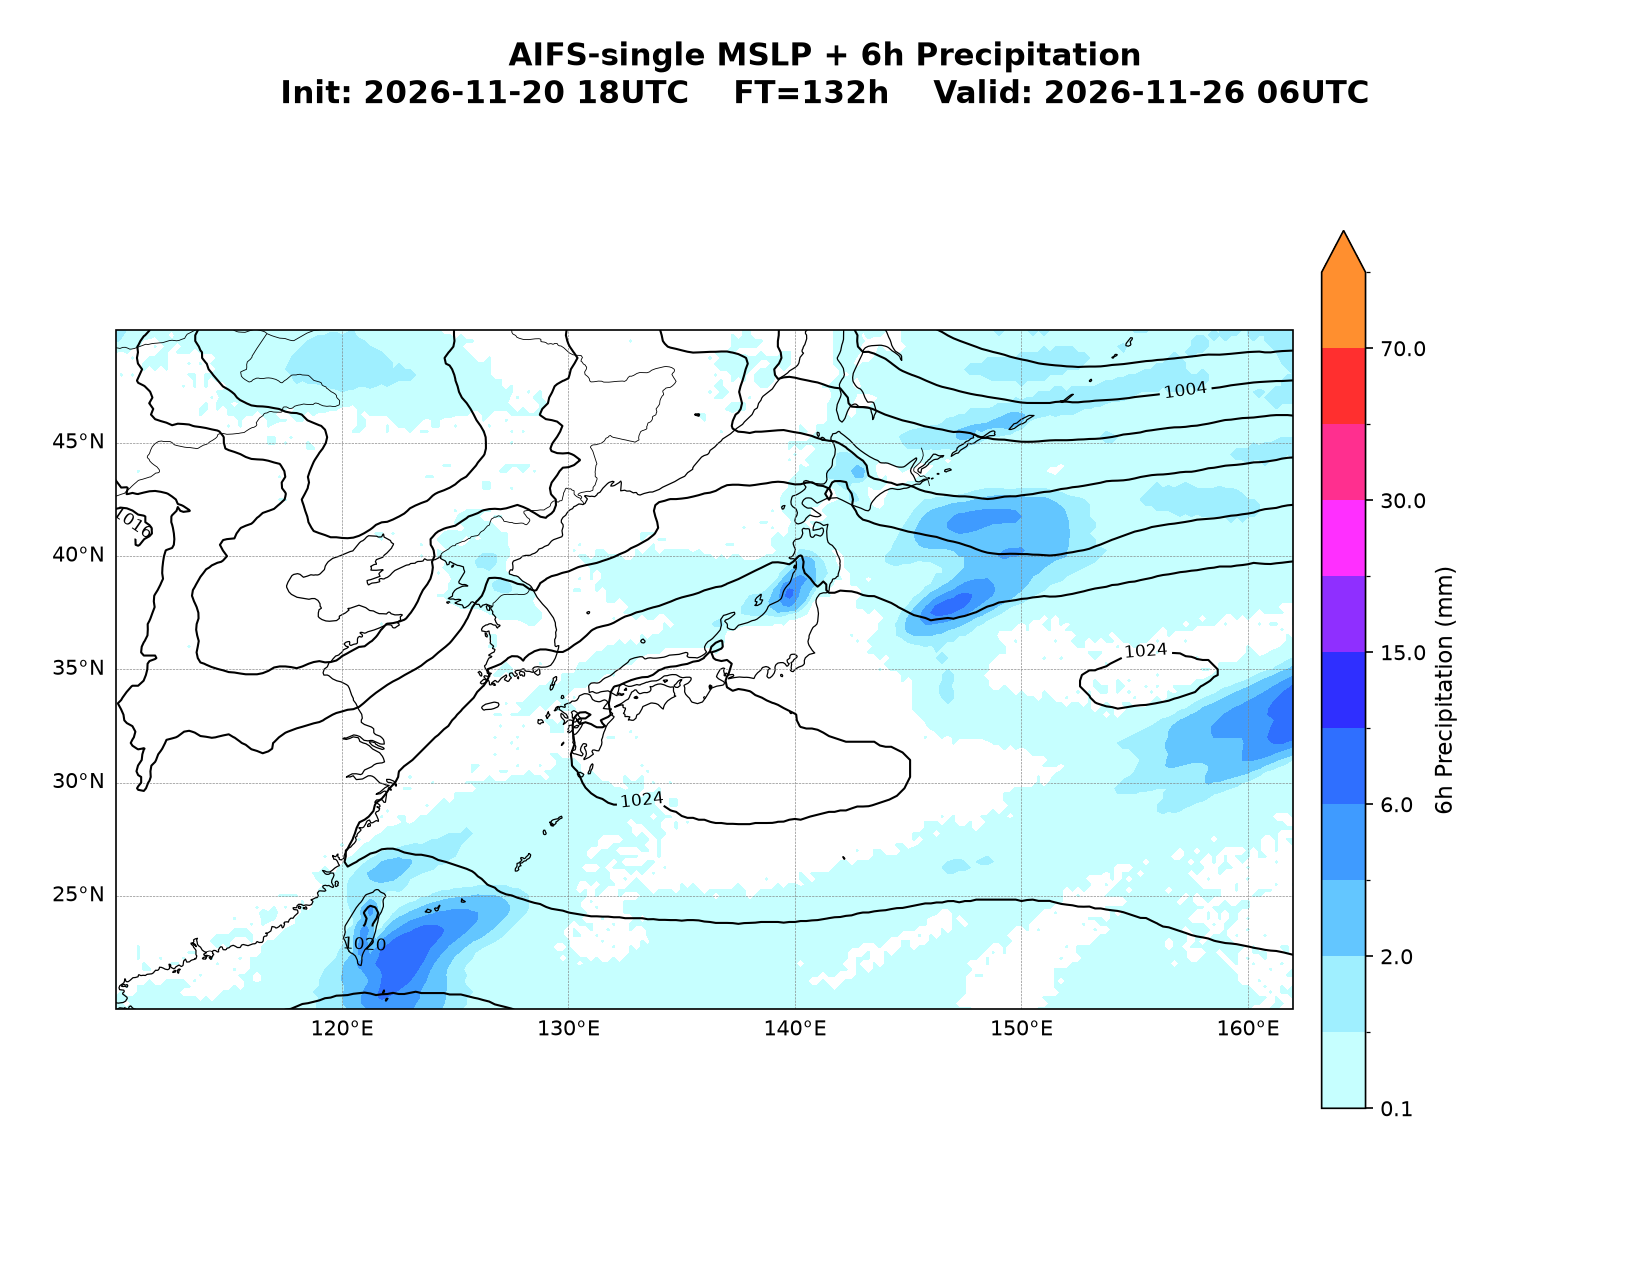 AIFS-single MSLP + 6h Precipitation
Init: 2026-11-20 18UTC    FT=132h    Valid: 2026-11-26 06UTC
70.0
30.0
15.0
6.0
2.0
0.1
6h Precipitation (mm)
45°N
40°N
35°N
30°N
25°N
120°E
130°E
140°E
150°E
160°E
1004
1016
1024
1024
1020